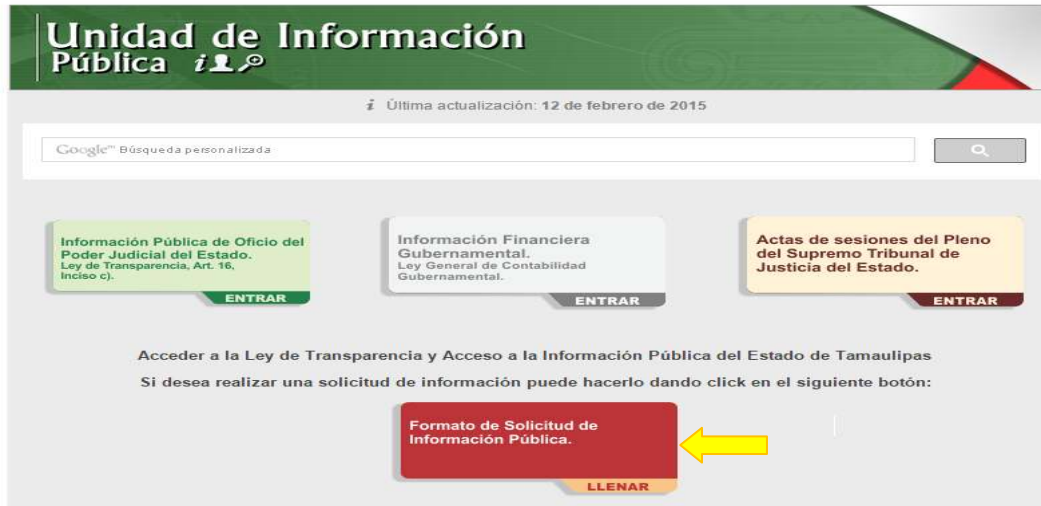 Unidad de Información
Pública
Última actualización: 12 de febrero de 2015
Google™ Búsqueda personalizada
Información Pública de Oficio del
Poder Judicial del Estado.
Ley de Transparencia, Art. 16,
Inciso c).
ENTRAR
Información Financiera
Gubernamental.
Ley General de Contabilidad
Gubernamental.
ENTRAR
Actas de sesiones del Pleno
del Supremo Tribunal de
Justicia del Estado.
ENTRAR
Acceder a la Ley de Transparencia y Acceso a la Información Pública del Estado de Tamaulipas
Si desea realizar una solicitud de información puede hacerlo dando click en el siguiente botón:
Formato de Solicitud de
Información Pública.
LLENAR